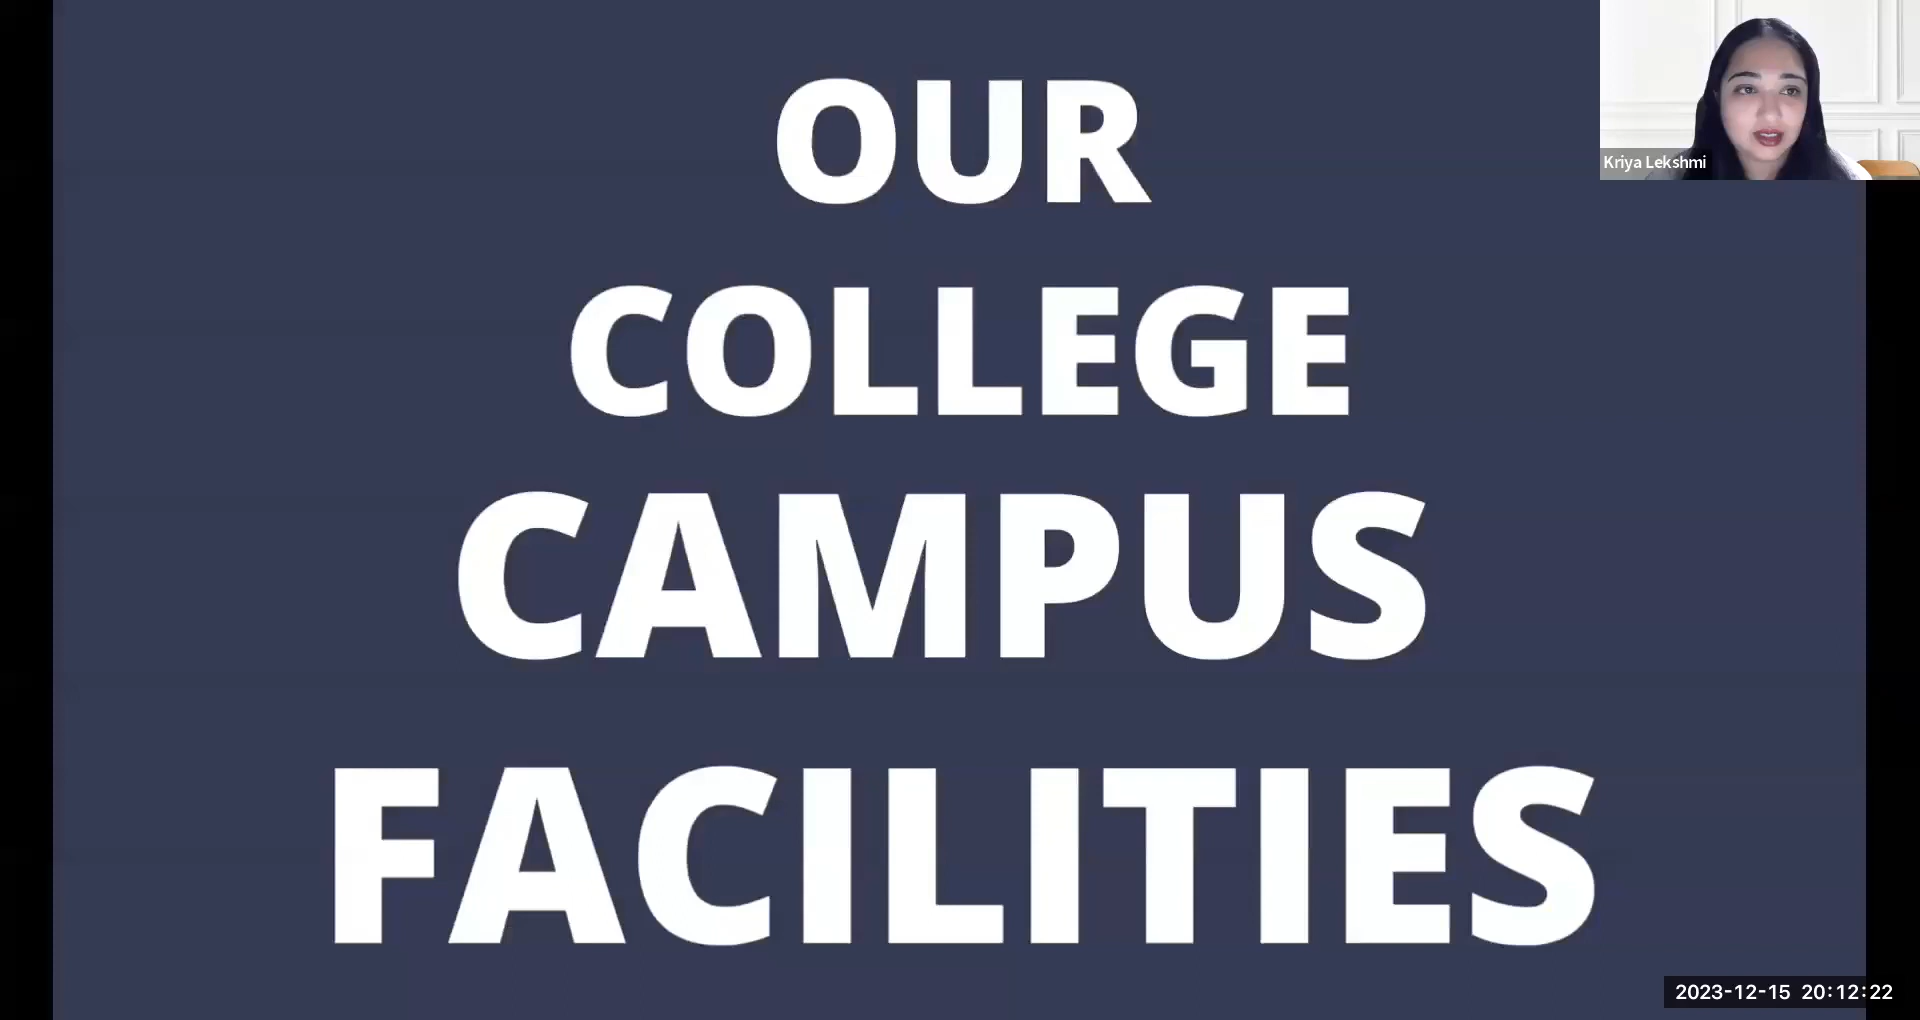 OUR
COLLEGE
CAMPUS
FACILITIES
Kriya Lekshmi
2023-12-15 20:12:22